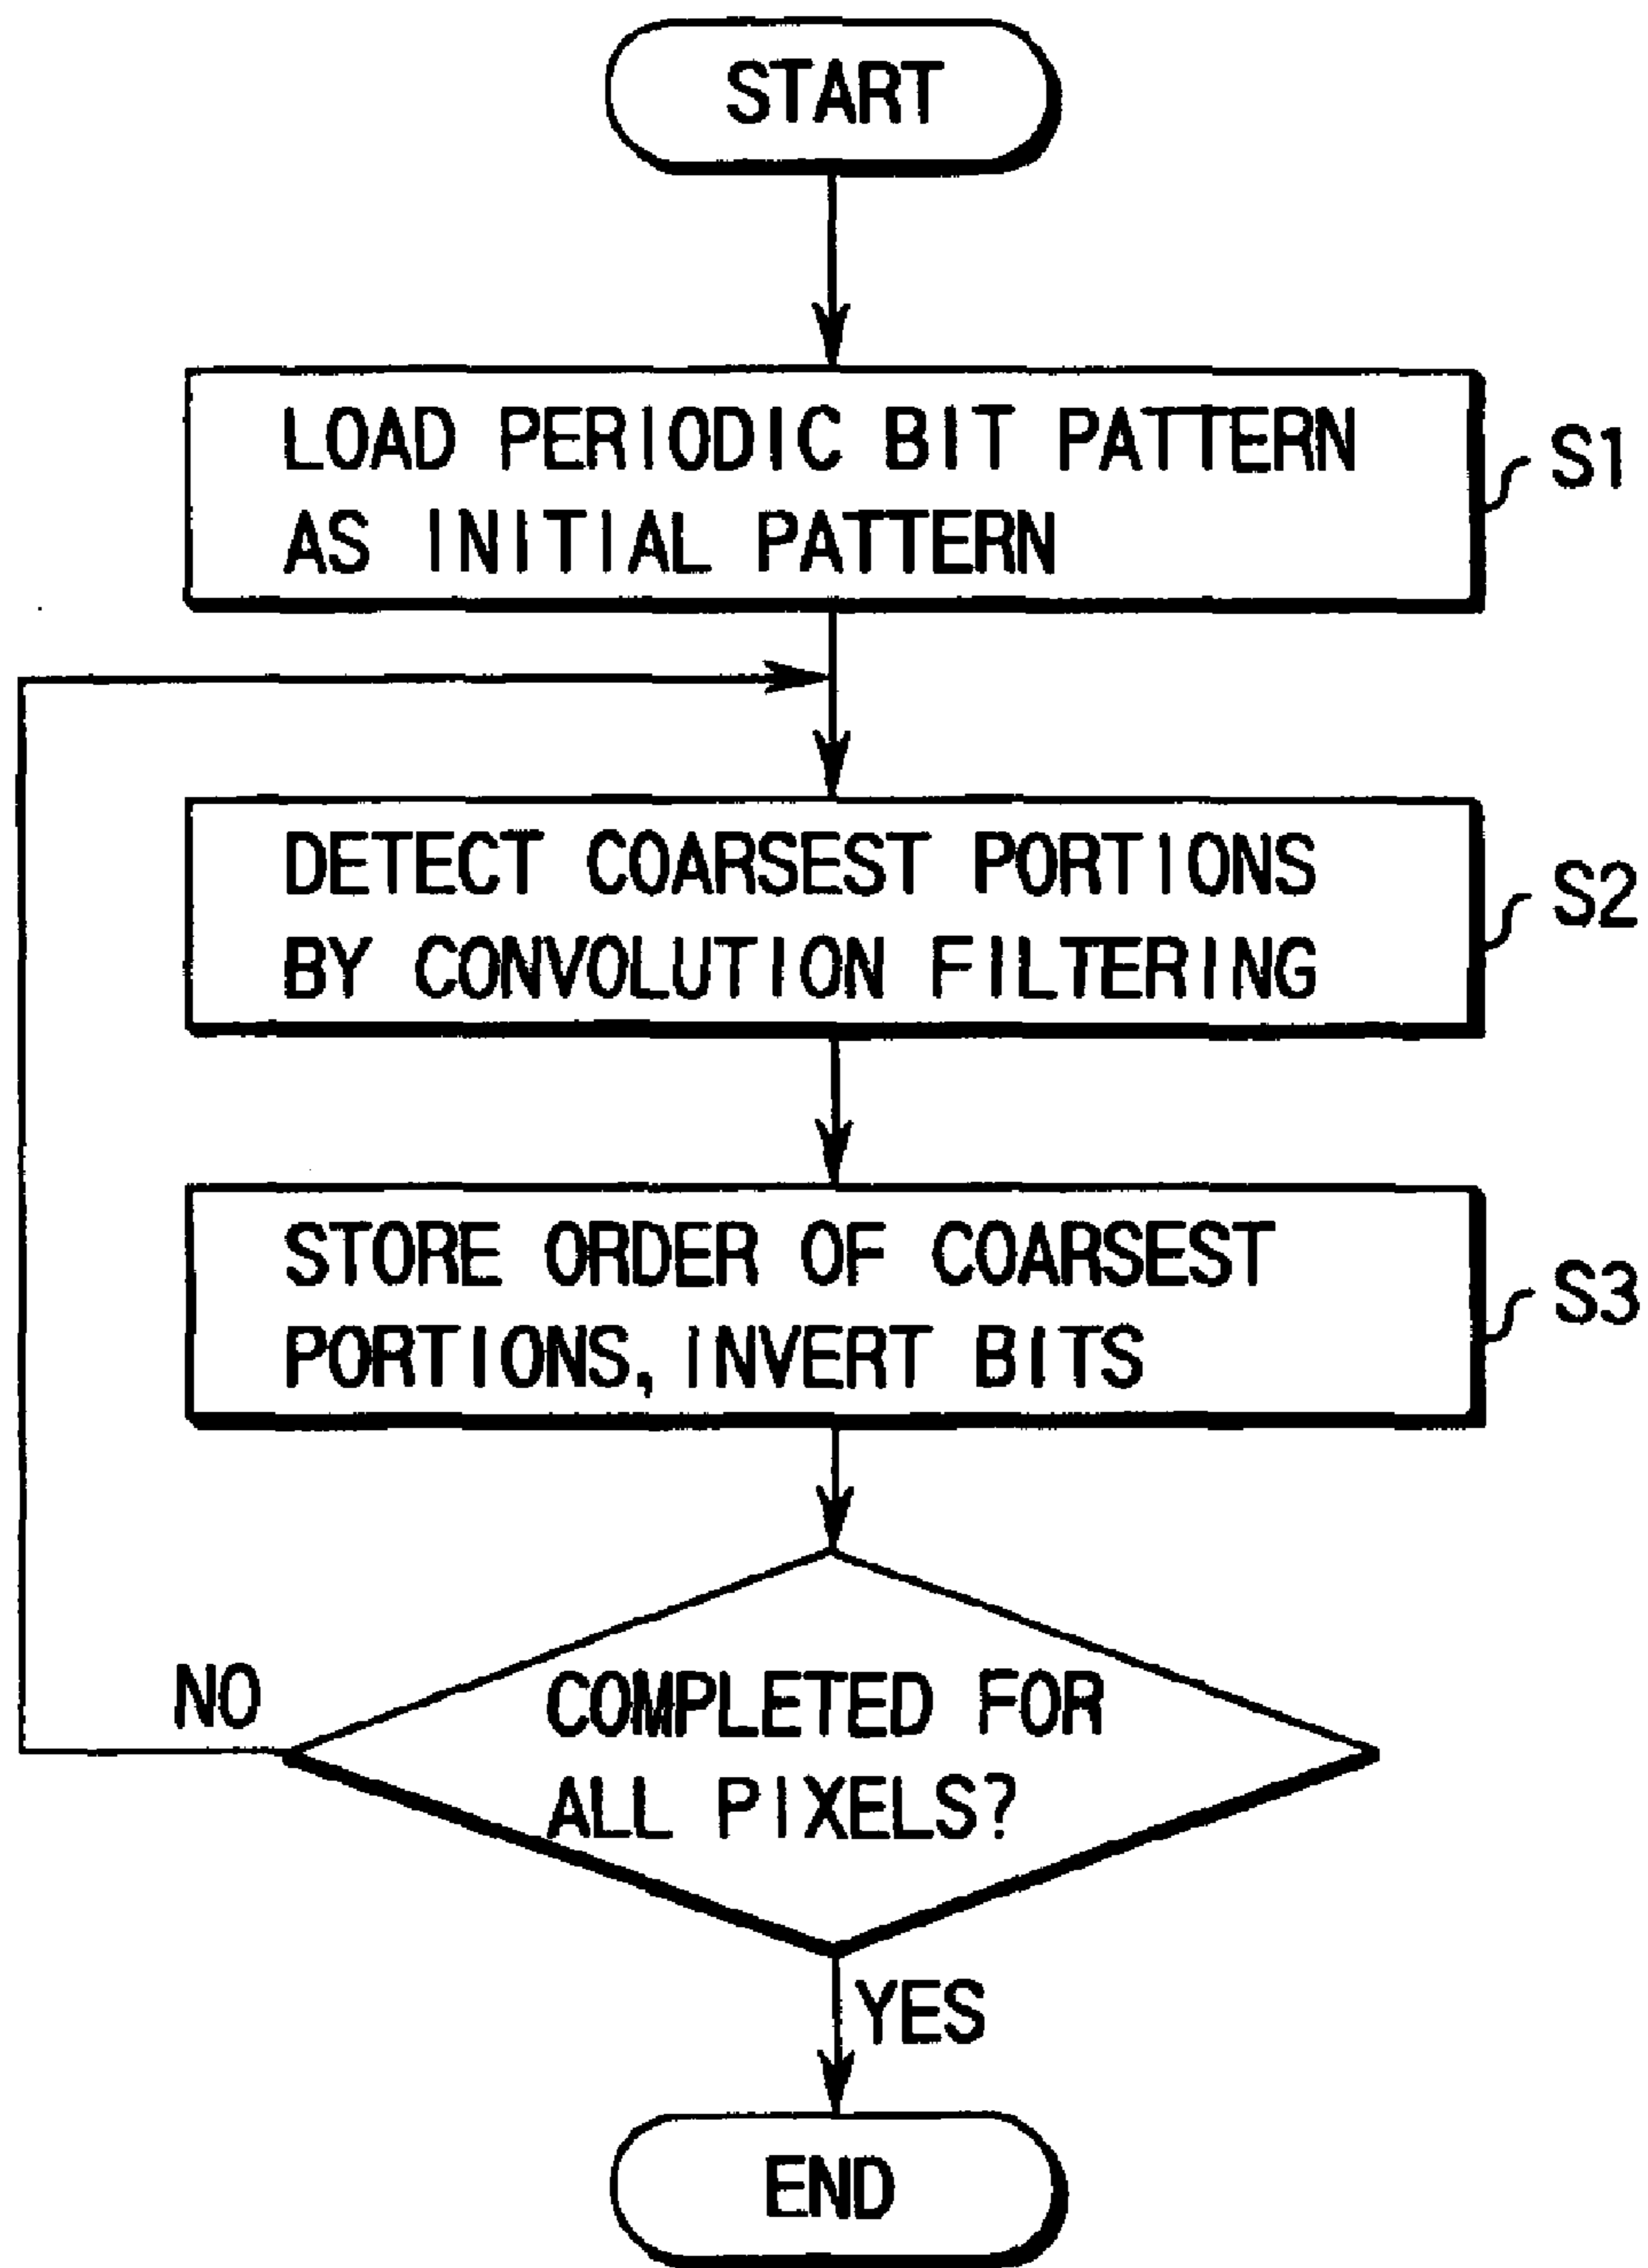 START
LOAD PERIODIC BIT PATTERN
AS INITIAL PATTERN
S1
DETECT COARSEST PORTIONS
BY CONVOLUTION FILTERING
S2
STORE ORDER OF COARSEST
PORTIONS, INVERT BITS
S3
NO
COMPLETED FOR
ALL PIXELS?
YES
END